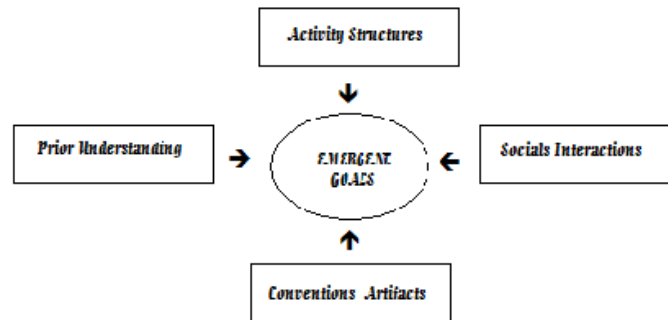 Activity Structures
Prior Understanding
EMERGENT
GOALS
Socials Interactions
Conventions Artifacts